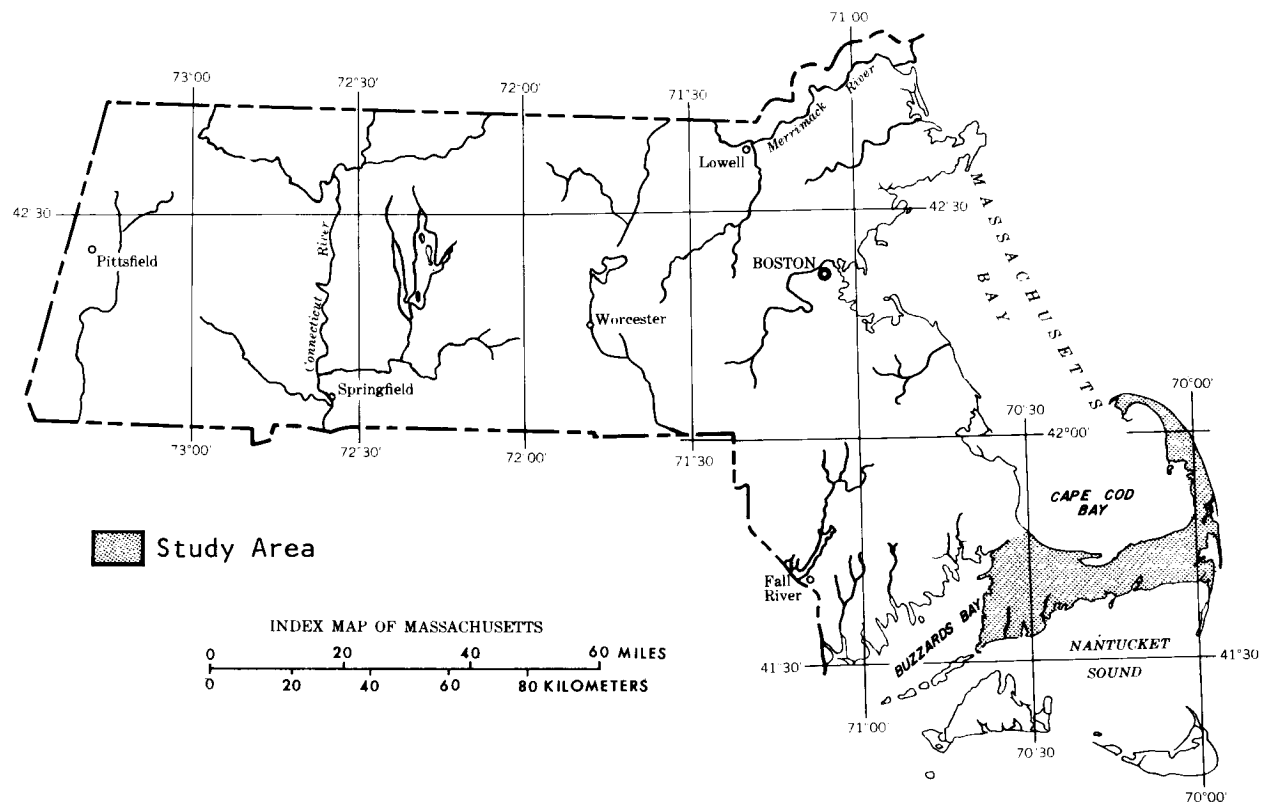 71 00
73°00'
72°30'
72°00'
71°30'
Merrimack River
Lowell
42°30
42°30
MASSACHUSETTS
BAY
Pittsfield
Connecticut River
BOSTON
Worcester
Springfield
70°00'
70°30
42°00'
73°00'
72°30'
72°00'
71°30
CAPE COD
BAY
Study Area
Fall
River
BUZZARDS BAY
INDEX MAP OF MASSACHUSETTS
0 20 40 60 MILES
0 20 40 60 80 KILOMETERS
NANTUCKET
SOUND
41°30'
41°30
71°00'
70°30
70°00'